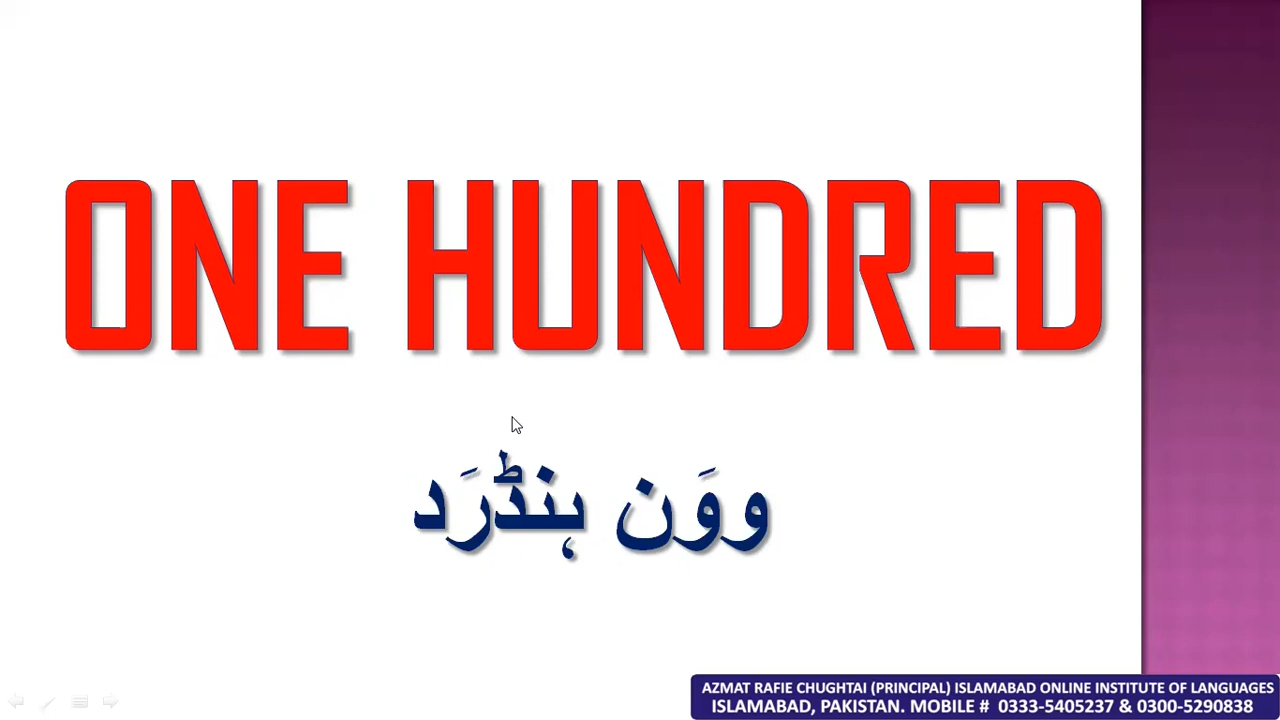 ONE HUNDRED
ووَن ہنڈرَد
AZMAT RAFIE CHUGHTAI (PRINCIPAL) ISLAMABAD ONLINE INSTITUTE OF LANGUAGES
ISLAMABAD, PAKISTAN. MOBILE # 0333-5405237 & 0300-5290838